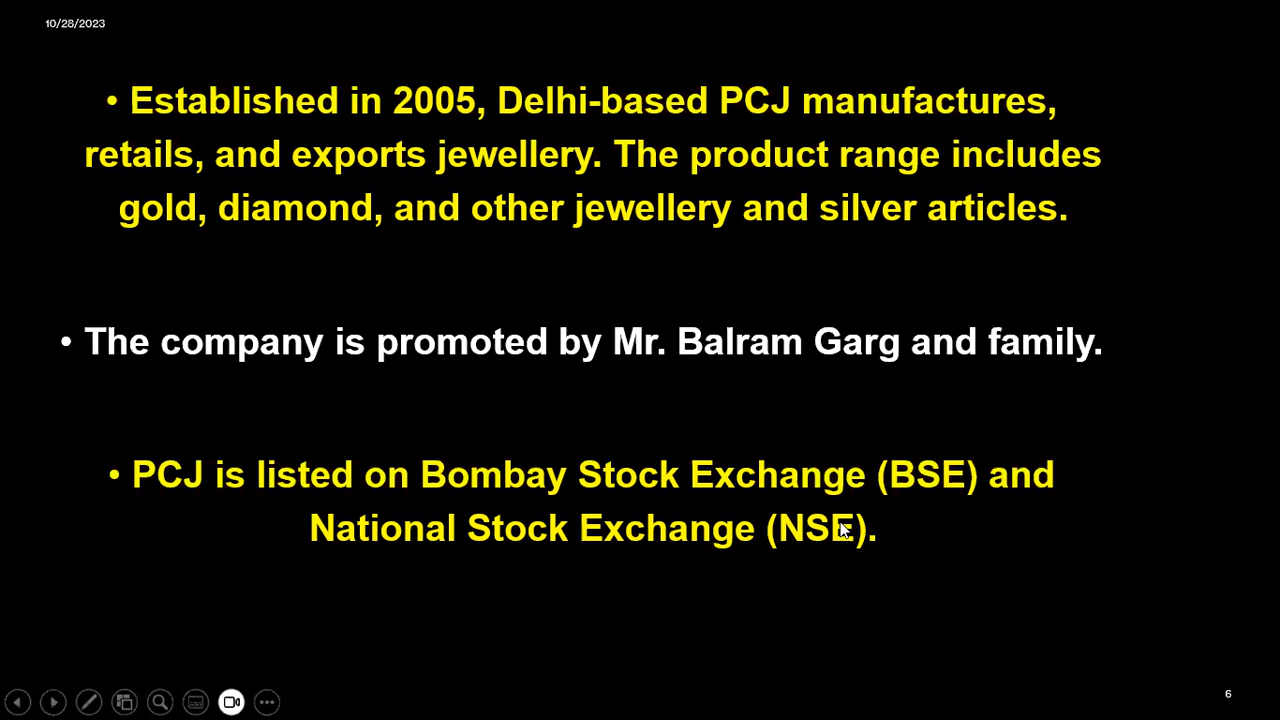 10/28/2023
• Established in 2005, Delhi-based PCJ manufactures,
retails, and exports jewellery. The product range includes
gold, diamond, and other jewellery and silver articles.
• The company is promoted by Mr. Balram Garg and family.
• PCJ is listed on Bombay Stock Exchange (BSE) and
National Stock Exchange (NSE).
6